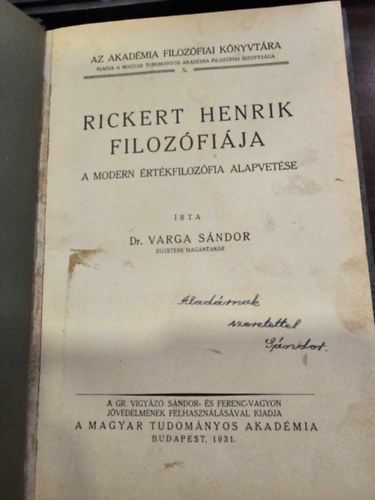 AZ AKADÉMIA FILOZÓFIAI KÖNYVTÁRA
KIADJA A MAGYAR TUDOMÁNYOS AKADÉMIA FILOZÓFIAI BIZOTTSÁGA
5.
RICKERT HENRIK
FILOZÓFIÁJA
A MODERN ÉRTÉKFILOZÓFIA ALAPVETÉSE
ÍRTA
Dr. VARGA SÁNDOR
EGYETEMI MAGÁNTANÁR
Aladárnak
szeretettel
Sándor.
A GR. VIGYÁZÓ SÁNDOR- ÉS FERENC-VAGYON
JÖVEDELMÉNEK FELHASZNÁLÁSÁVAL KIADJA
A MAGYAR TUDOMÁNYOS AKADÉMIA
BUDAPEST, 1931.